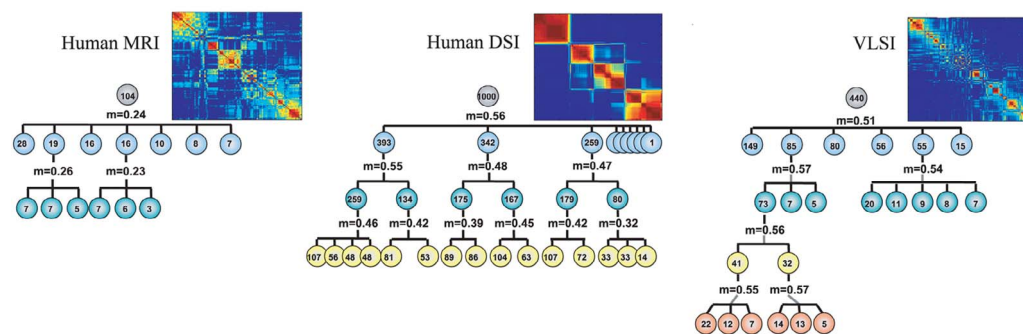 Human MRI
104
m=0.24
28 19 16 16 10 8 7
m=0.26 m=0.23
7 7 5 7 6 3
Human DSI
1000
m=0.56
393 342 259 1
m=0.55 m=0.48 m=0.47
259 134 175 167 179 80
m=0.46 m=0.42 m=0.39 m=0.45 m=0.42 m=0.32
107 56 48 48 81 53 89 86 104 63 107 72 33 33 14
VLSI
440
m=0.51
149 85 80 56 55 15
m=0.57 m=0.54
73 7 5 20 11 9 8 7
m=0.56
41 32
m=0.55 m=0.57
22 12 7 14 13 5